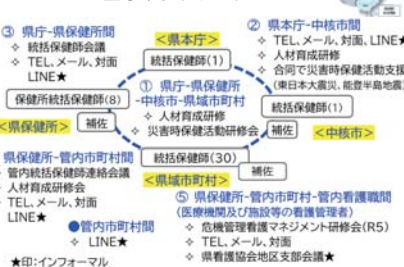 ③ 県庁-県保健所間
❖ 統括保健師会議
❖ TEL、メール、対面
LINE★
<県本庁>
統括保健師(1)
② 県本庁-中核市間
❖ TEL、メール、対面、LINE★
❖ 人材育成研修
❖ 合同で災害時保健活動支援
(東日本大震災、能登半島地震)
① 県庁-県保健所
-中核市-県域市町村
❖ 人材育成研修
❖ 災害時保健活動研修会
保健所統括保健師(8)
<県保健所>
補佐
統括保健師(1)
補佐
<中核市>
統括保健師(30)
補佐
<県域市町村>
県保健所-管内市町村間
管内統括保健師連絡会議
人材育成研修会
TEL、メール、対面
LINE★
●管内市町村間
❖ LINE★
⑤ 県保健所-管内市町村-管内看護職間
(医療機関及び施設等の看護管理者)
❖ 危機管理看護マネジメント研修会(R5)
❖ TEL、メール、対面
❖ 県看護協会地区支部会議★
★印:インフォーマル